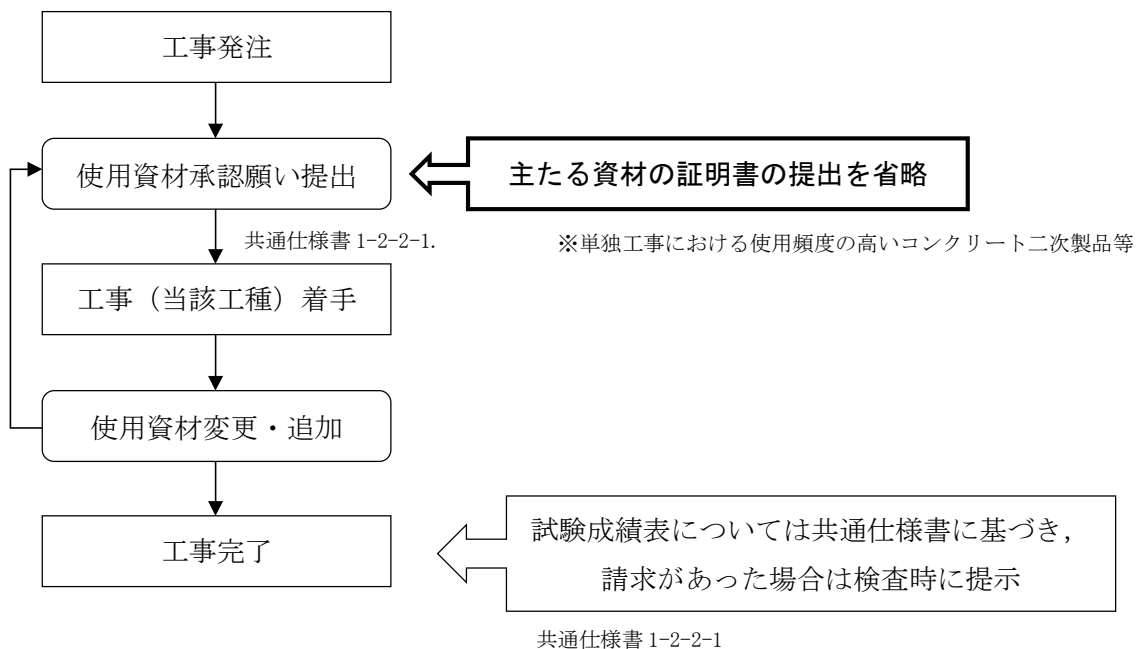 工事発注
使用資材承認願い提出
主たる資材の証明書の提出を省略
共通仕様書 1-2-2-1.
※単独工事における使用頻度の高いコンクリート二次製品等
工事（当該工種）着手
使用資材変更・追加
工事完了
試験成績表については共通仕様書に基づき,
請求があった場合は検査時に提示
共通仕様書 1-2-2-1